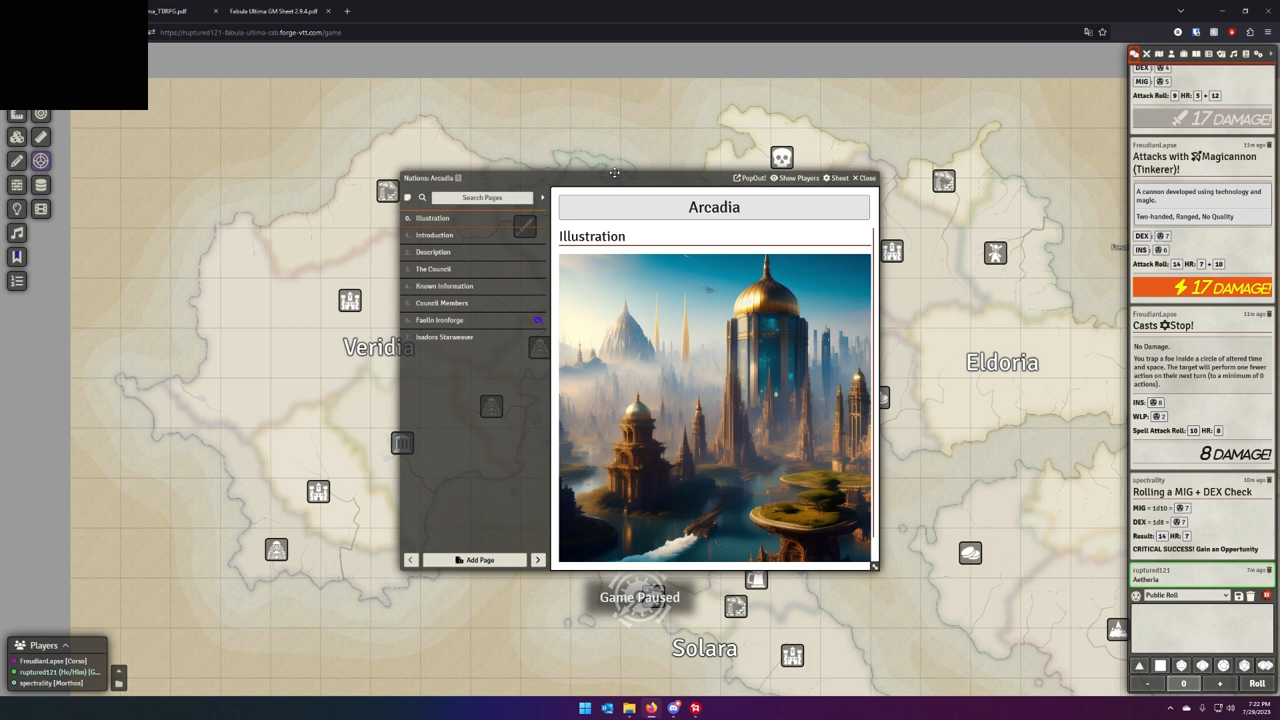 ma_TTJRPG.pdf
Fabula Ultima GM Sheet 2.9.4.pdf
https://ruptured121-fabula-ultima-csb.forge-vtt.com/game
DEX: 4
MIG: 5
Attack Roll: 9 HR: 5 + 12
17 DAMAGE!
FreudianLapse 11m ago
Attacks with Magicannon
(Tinkerer)!
A cannon developed using technology and
magic.
Two-handed, Ranged, No Quality
DEX: 7
INS: 6
Attack Roll: 14 HR: 7 + 10
17 DAMAGE!
FreudianLapse 11m ago
Casts Stop!
No Damage.
You trap a foe inside a circle of altered time
and space. The target will perform one fewer
action on their next turn (to a minimum of 0
actions).
INS: 8
WLP: 2
Spell Attack Roll: 10 HR: 8
8 DAMAGE!
spectrality 10m ago
Rolling a MIG + DEX Check
MIG = 1d10 = 7
DEX = 1d8 = 7
Result: 14 HR: 7
CRITICAL SUCCESS! Gain an Opportunity
ruptured121 7m ago
Aetheria
Public Roll
- 0 + Roll
Nations: Arcadia
PopOut! Show Players Sheet Close
Search Pages
0. Illustration
1. Introduction
2. Description
3. The Council
4. Known Information
5. Council Members
6. Faelin Ironforge
7. Isadora Starweaver
Add Page
Arcadia
Illustration
Veridia
Eldoria
Solara
Game Paused
Players
FreudianLapse [Corso]
ruptured121 (He/Him) [G...
spectrality [Morthos]
7:22 PM
7/29/2023